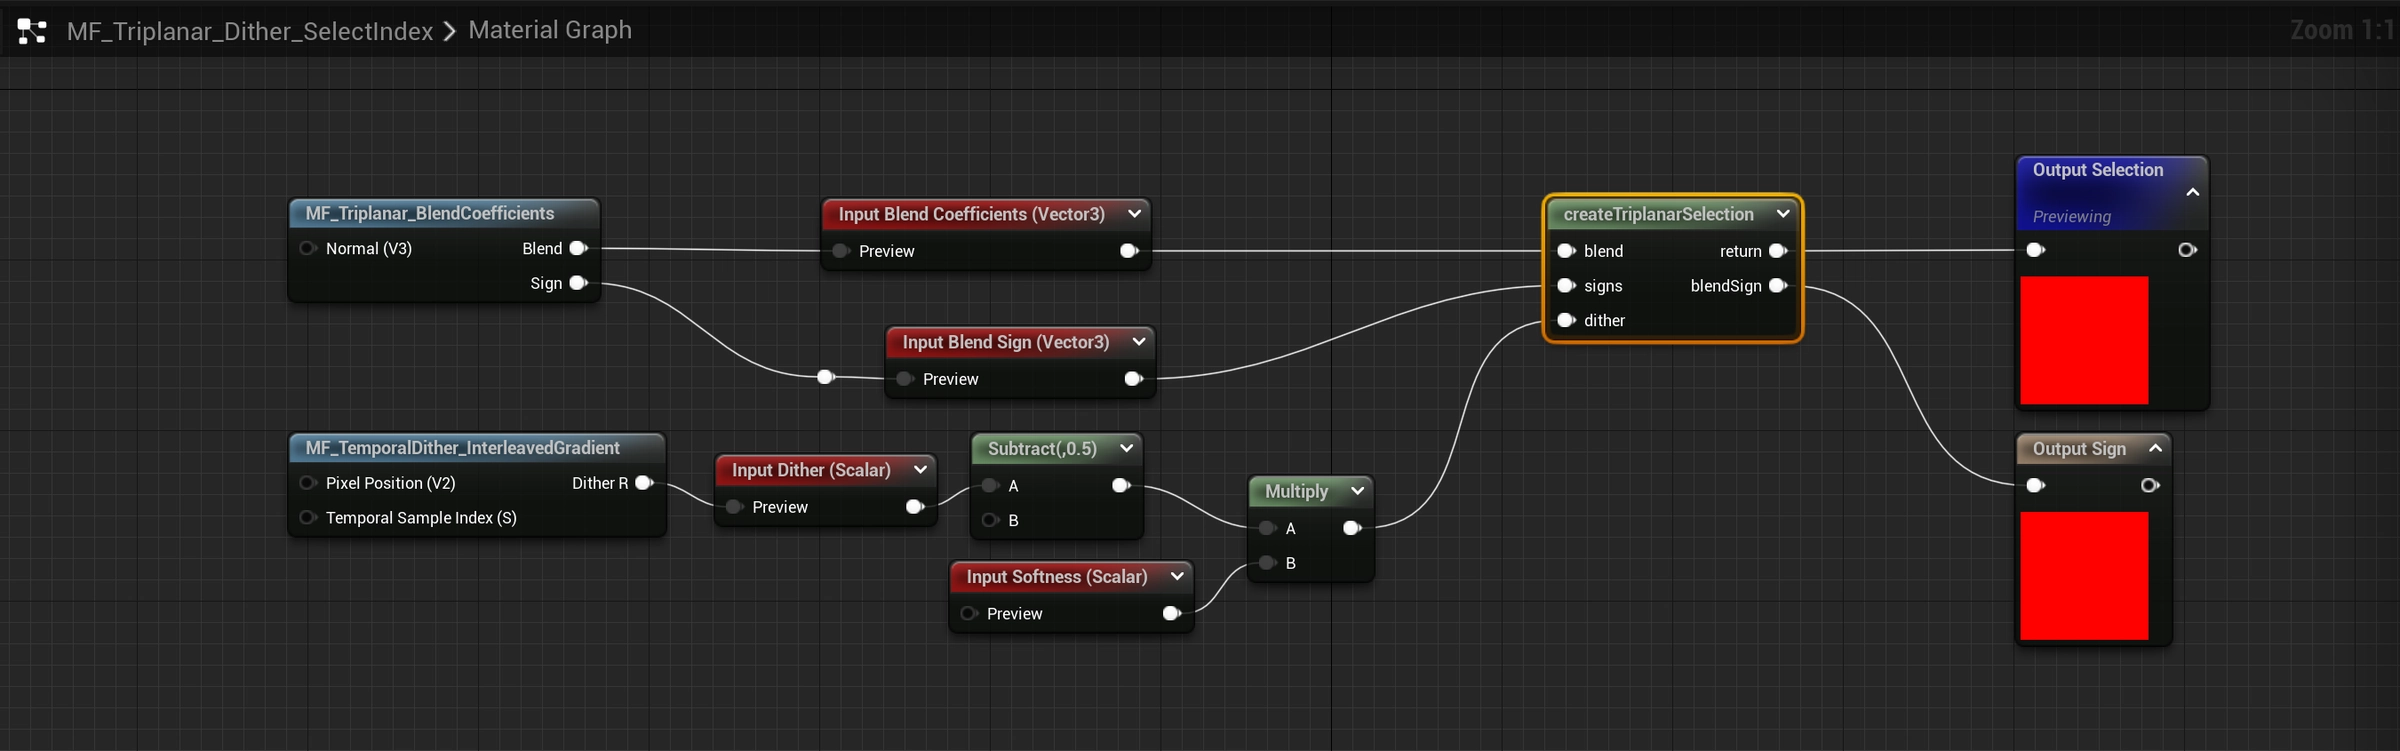 MF_Triplanar_Dither_SelectIndex > Material Graph
Zoom 1:1
MF_Triplanar_BlendCoefficients
Normal (V3)
Blend
Sign
Input Blend Coefficients (Vector3)
Preview
Input Blend Sign (Vector3)
Preview
createTriplanarSelection
blend
return
signs
blendSign
dither
Output Selection
Previewing
MF_TemporalDither_InterleavedGradient
Pixel Position (V2)
Dither R
Temporal Sample Index (S)
Input Dither (Scalar)
Preview
Subtract(,0.5)
A
B
Input Softness (Scalar)
Preview
Multiply
A
B
Output Sign